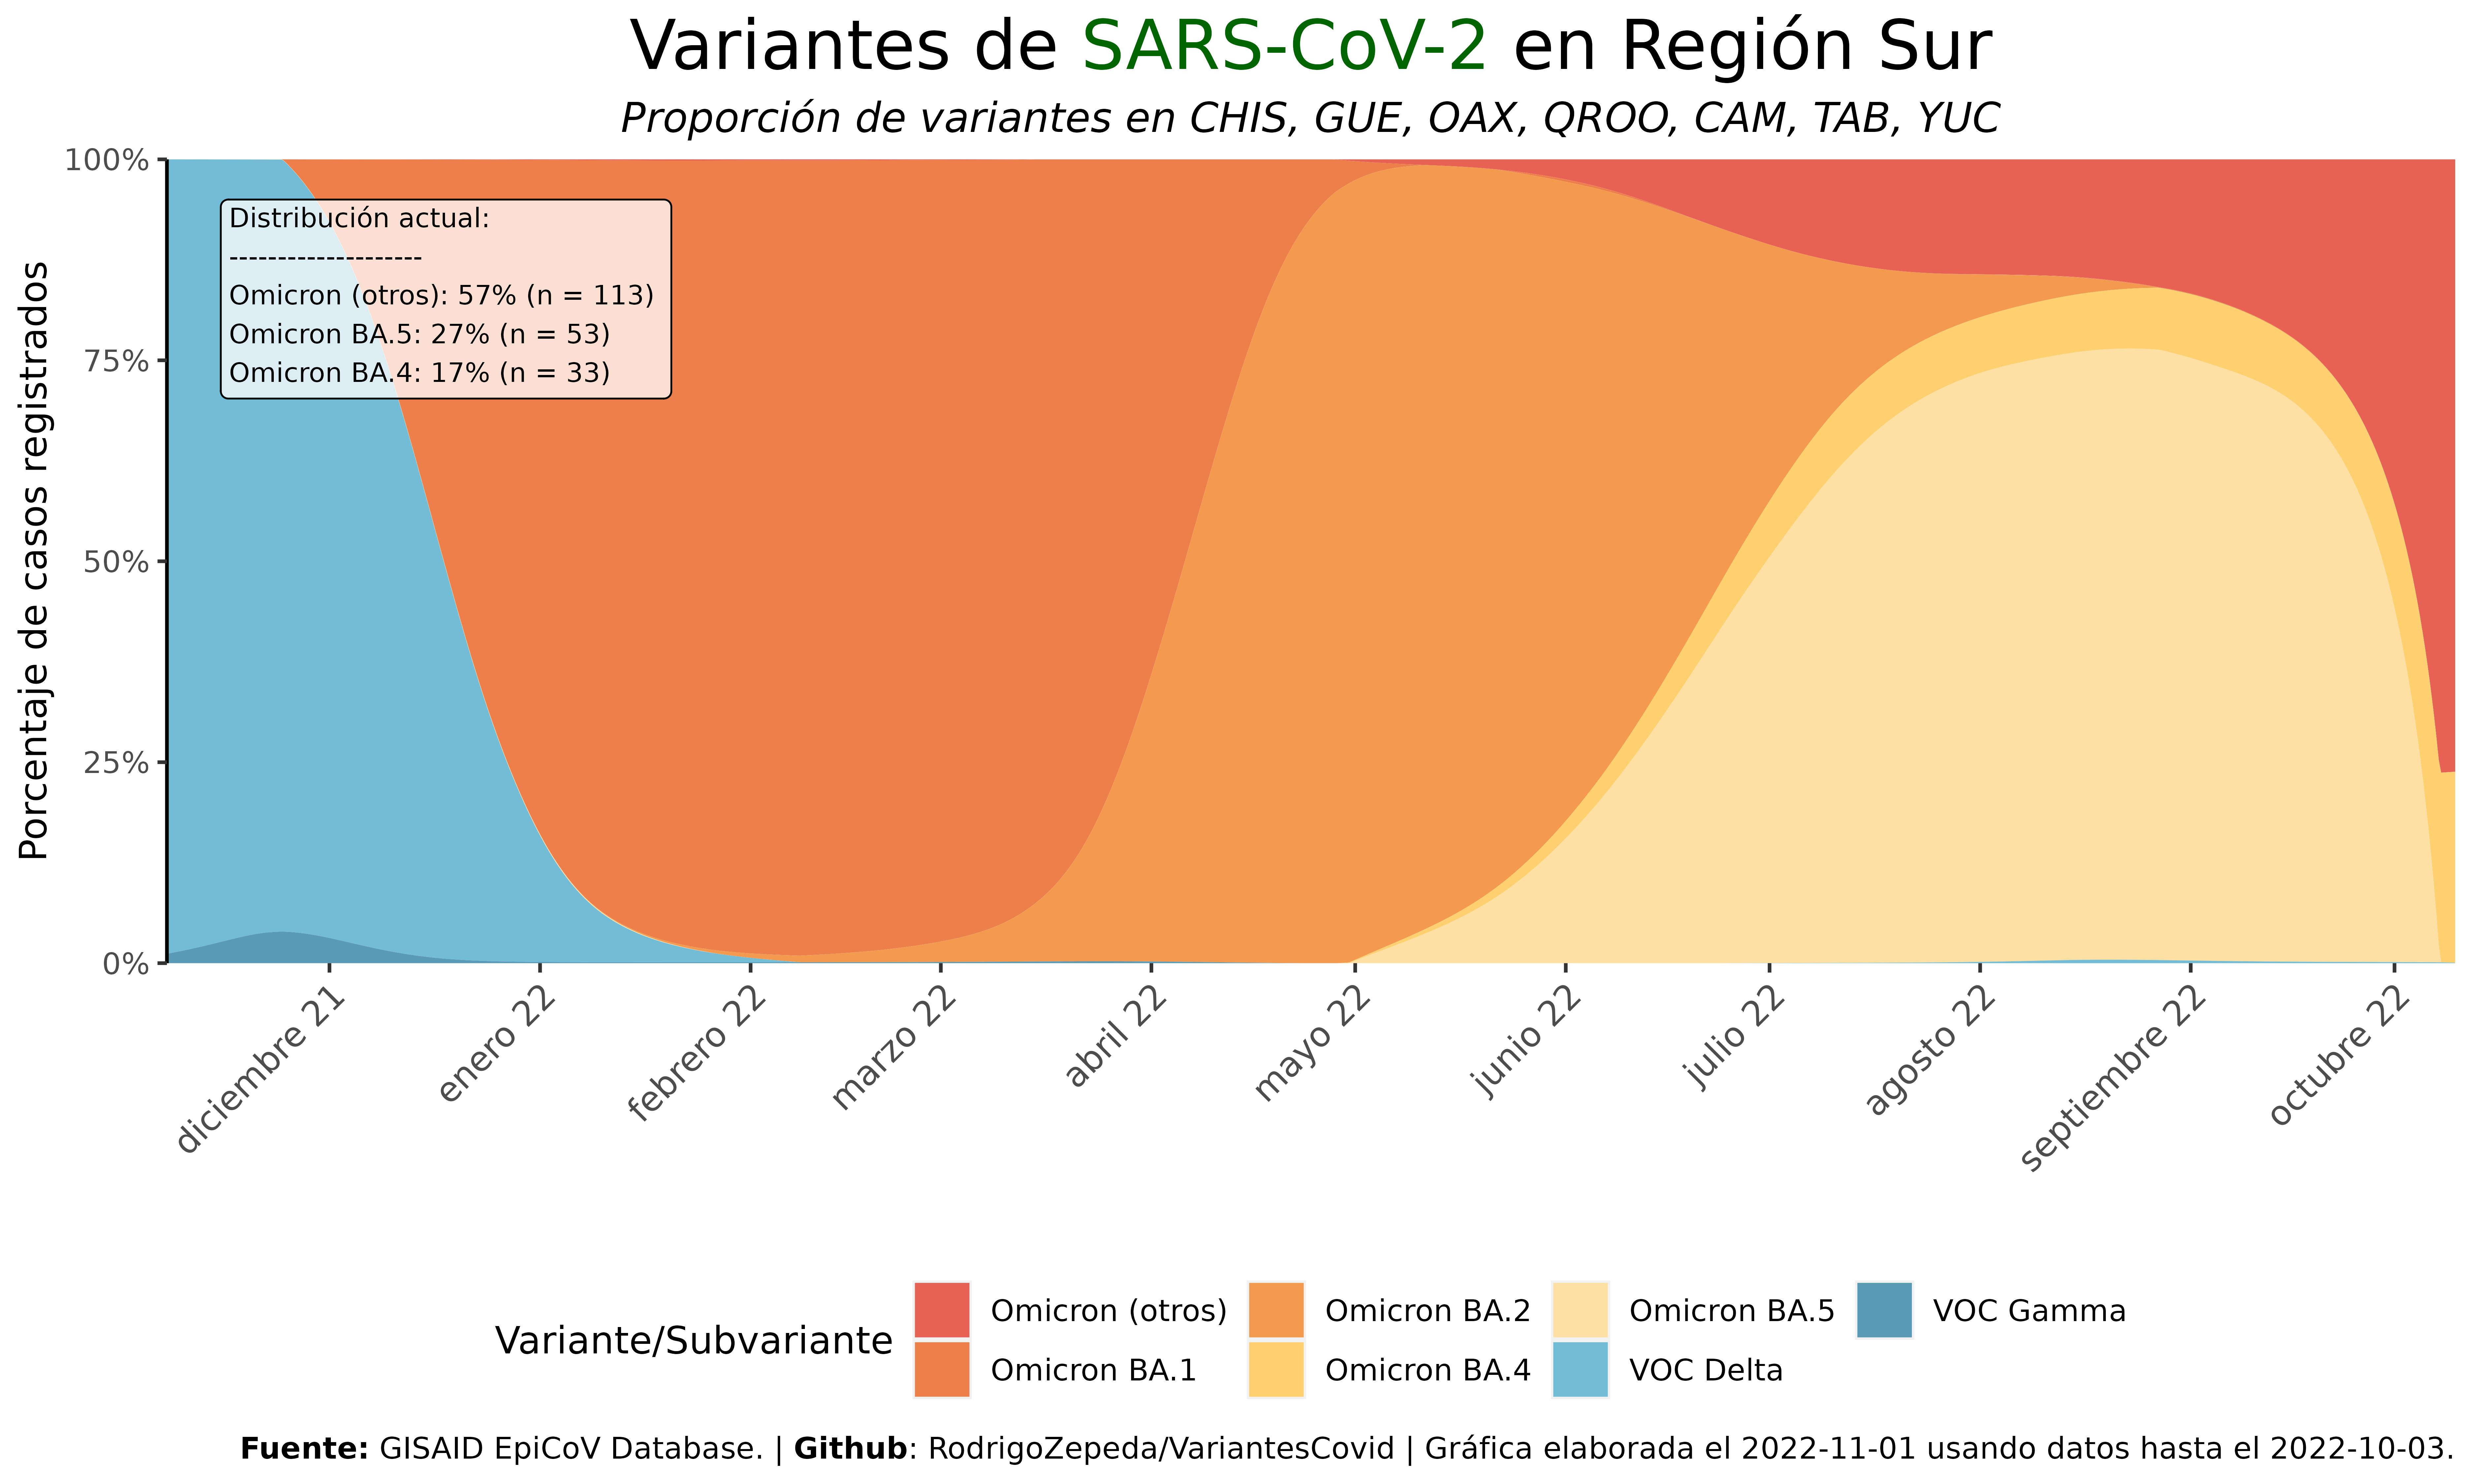 Variantes de SARS-CoV-2 en Región Sur
Proporción de variantes en CHIS, GUE, OAX, QROO, CAM, TAB, YUC
Porcentaje de casos registrados
100%
75%
50%
25%
0%
Distribución actual:
--------------------
Omicron (otros): 57% (n = 113)
Omicron BA.5: 27% (n = 53)
Omicron BA.4: 17% (n = 33)
diciembre 21
enero 22
febrero 22
marzo 22
abril 22
mayo 22
junio 22
julio 22
agosto 22
septiembre 22
octubre 22
Variante/Subvariante
Omicron (otros)
Omicron BA.1
Omicron BA.2
Omicron BA.4
Omicron BA.5
VOC Delta
VOC Gamma
Fuente: GISAID EpiCoV Database. | Github: RodrigoZepeda/VariantesCovid | Gráfica elaborada el 2022-11-01 usando datos hasta el 2022-10-03.